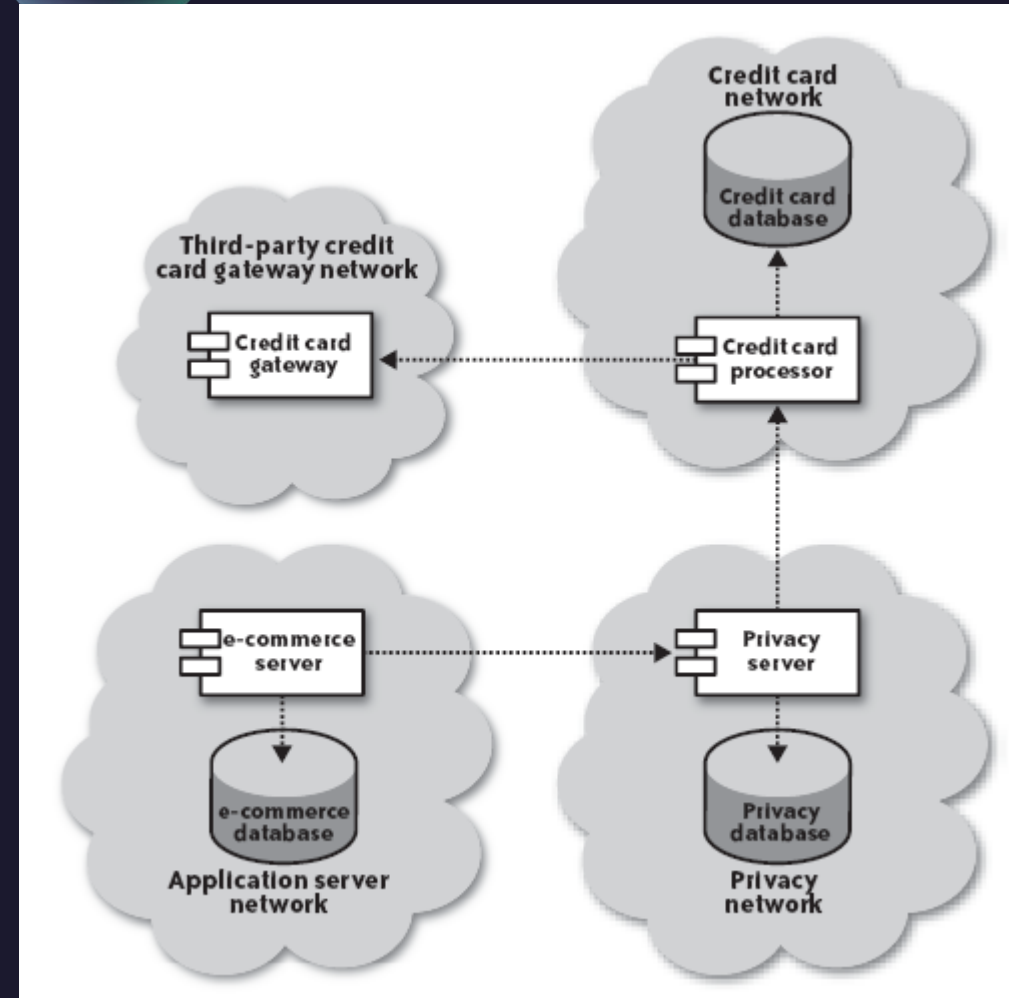 Credit card
network
Credit card
database
Third-party credit
card gateway network
Credit card
gateway
Credit card
processor
e-commerce
server
Privacy
server
e-commerce
database
Privacy
database
Application server
network
Privacy
network